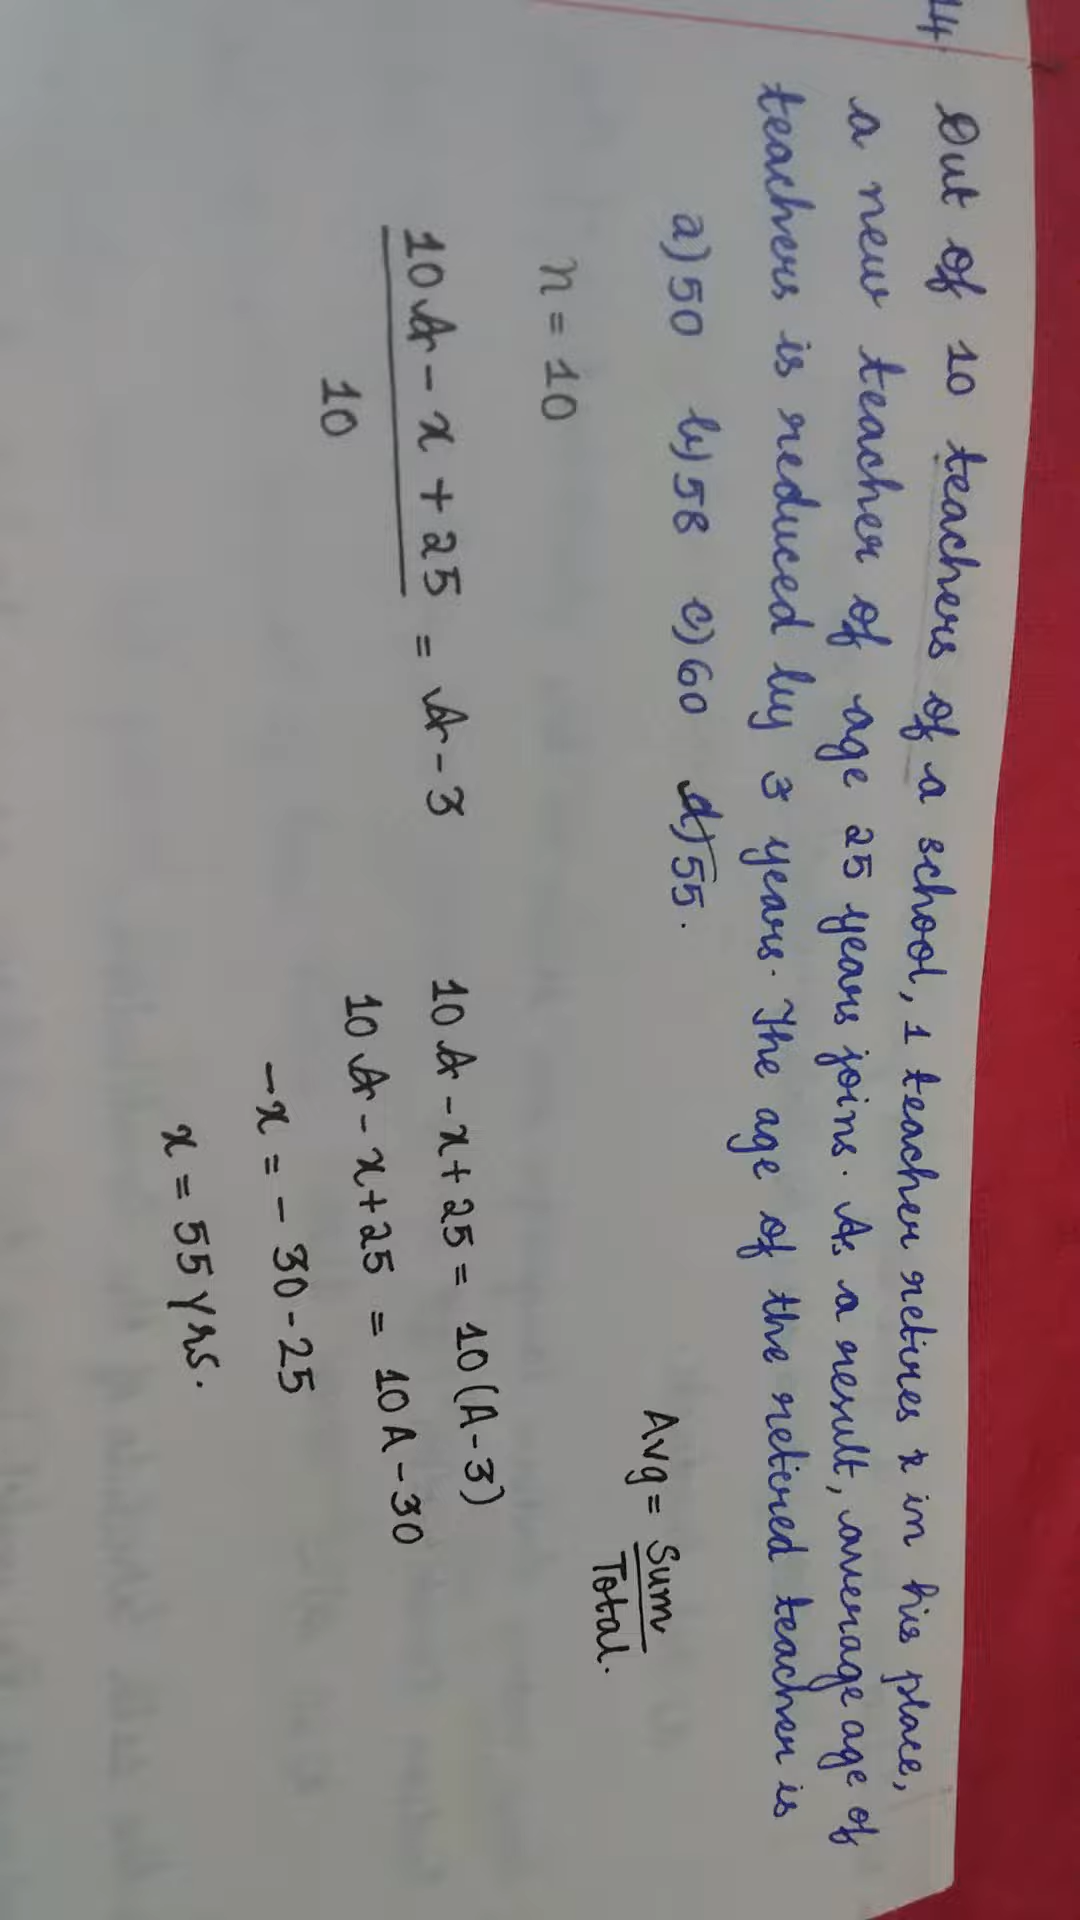 14. Out of 10 teachers of a school, 1 teacher retires & in his place,
a new teacher of age 25 years joins. As a result, average age of
teachers is reduced by 3 years. The age of the retired teacher is
a) 50 b) 58 c) 60 d) 55.
Avg = Sum
Total.
n = 10
10A - x + 25 = A - 3
10
10A - x + 25 = 10(A - 3)
10A - x + 25 = 10A - 30
-x = - 30 - 25
x = 55 yrs.